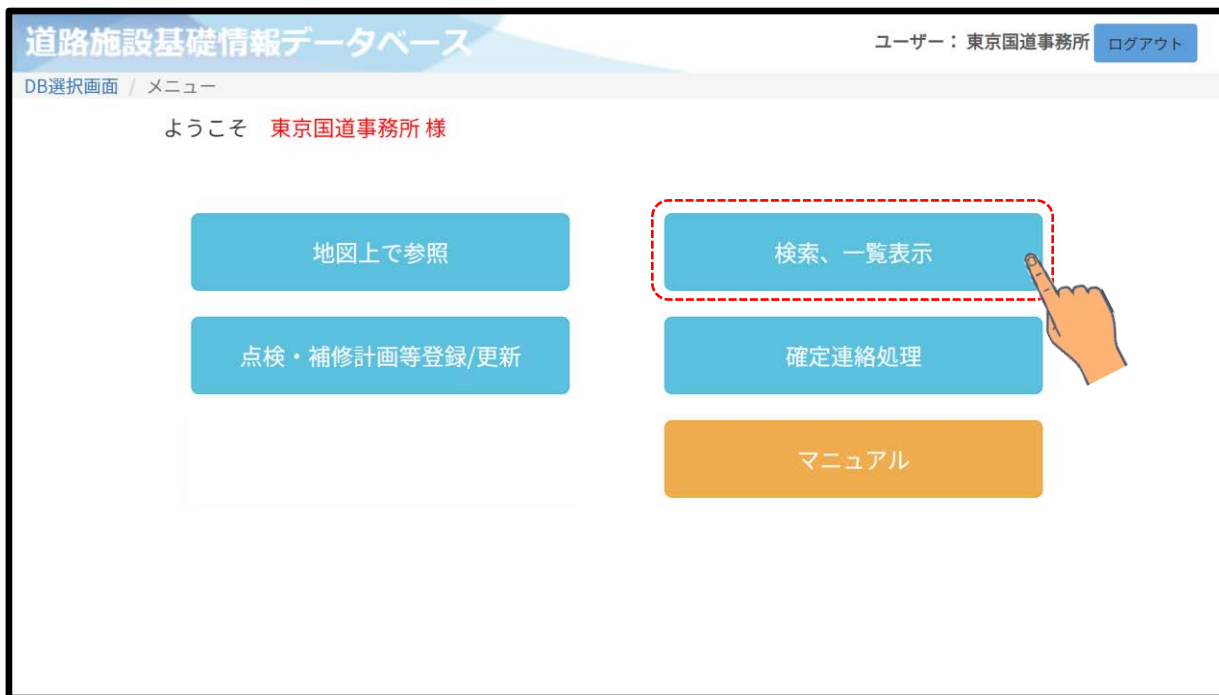 道路施設基礎情報データベース
ユーザー： 東京国道事務所 ログアウト
DB選択画面 / メニュー
ようこそ 東京国道事務所 様
地図上で参照
検索、一覧表示
点検・補修計画等登録/更新
確定連絡処理
マニュアル